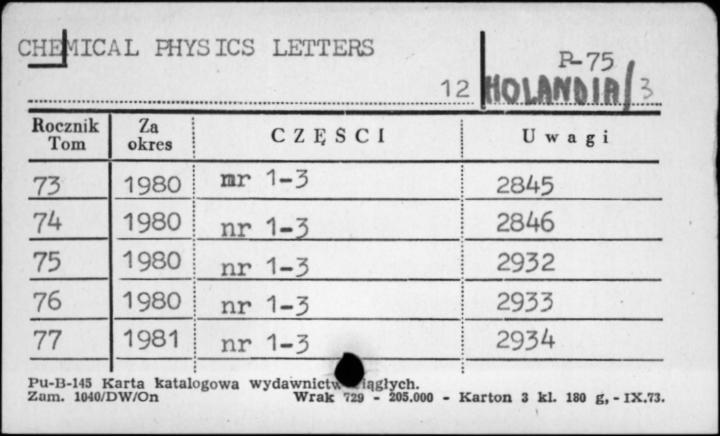 CHEMICAL PHYSICS LETTERS
P-75
12 HOLANDIA/3
Rocznik Tom Za okres CZĘŚCI Uwagi
73 1980 nr 1-3 2845
74 1980 nr 1-3 2846
75 1980 nr 1-3 2932
76 1980 nr 1-3 2933
77 1981 nr 1-3 2934
Pu-B-145 Karta katalogowa wydawnictw ciągłych.
Zam. 1040/DW/On Wrak 729 - 205.000 - Karton 3 kl. 180 g, - IX.73.